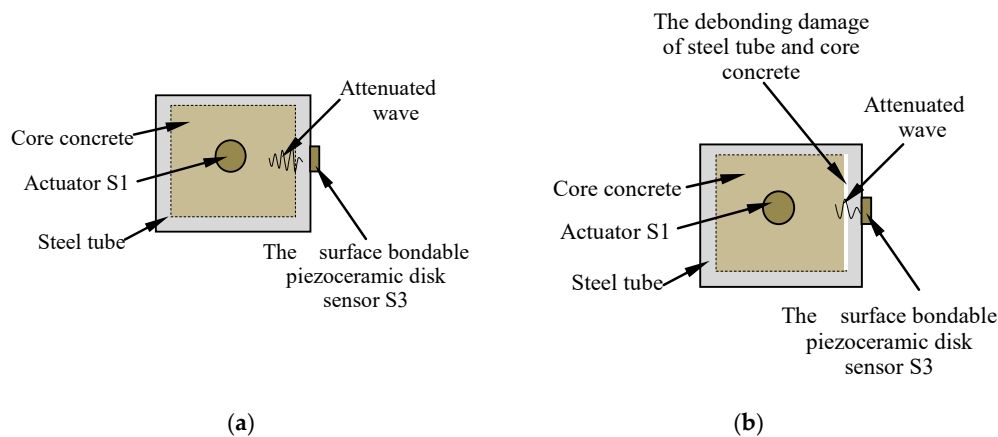 Attenuated
wave
Core concrete
Actuator S1
Steel tube
The surface bondable
piezoceramic disk
sensor S3
(a)
The debonding damage
of steel tube and core
concrete
Attenuated
wave
Core concrete
Actuator S1
Steel tube
The surface bondable
piezoceramic disk
sensor S3
(b)